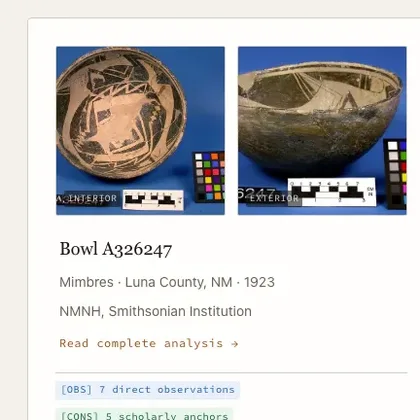 A, INTERIOR
6247
EXTERIOR
Bowl A326247
Mimbres · Luna County, NM · 1923
NMNH, Smithsonian Institution
Read complete analysis →
[OBS] 7 direct observations
[CONS] 5 scholarly anchors